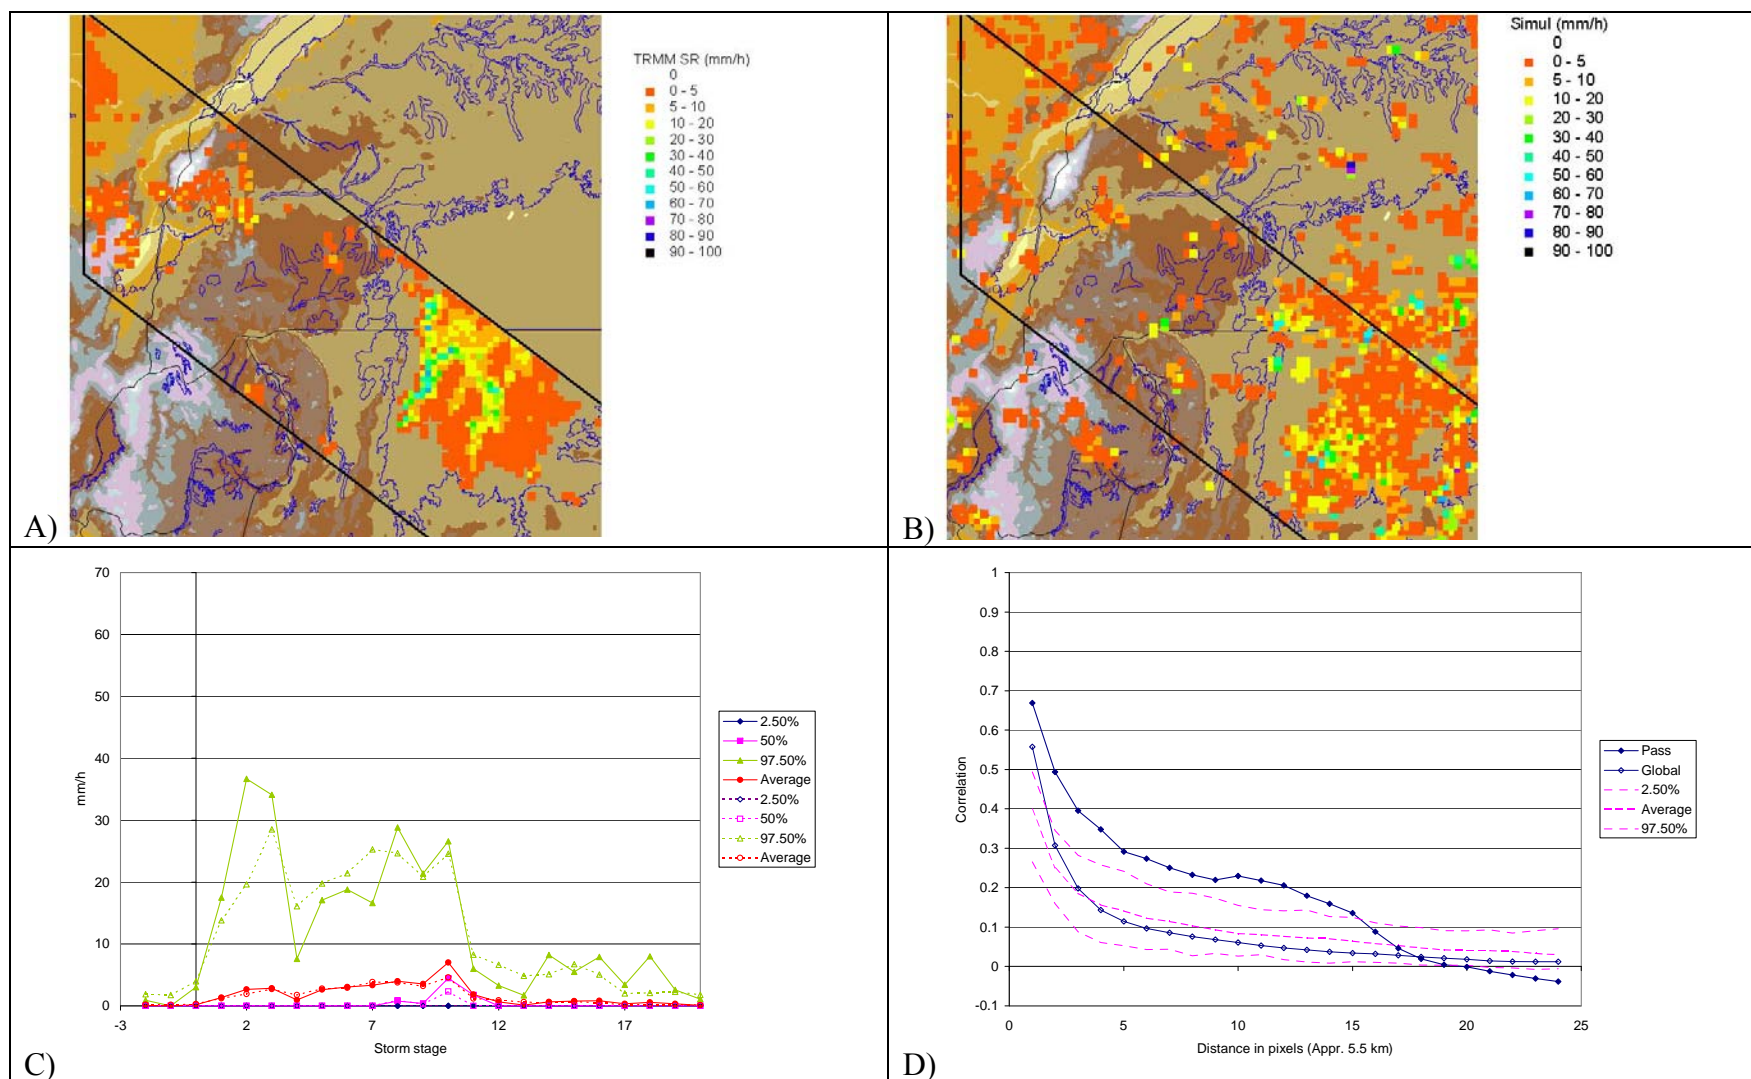 TRMM SR (mm/h)
0
0 - 5
5 - 10
10 - 20
20 - 30
30 - 40
40 - 50
50 - 60
60 - 70
70 - 80
80 - 90
90 - 100
A)
Simul (mm/h)
0
0 - 5
5 - 10
10 - 20
20 - 30
30 - 40
40 - 50
50 - 60
60 - 70
70 - 80
80 - 90
90 - 100
B)
70
60
50
40
30
20
10
0
-3
2
7
12
17
mm/h
Storm stage
2.50%
50%
97.50%
Average
2.50%
50%
97.50%
Average
C)
1
0.9
0.8
0.7
0.6
0.5
0.4
0.3
0.2
0.1
0
-0.1
0
5
10
15
20
25
Correlation
Distance in pixels (Appr. 5.5 km)
Pass
Global
2.50%
Average
97.50%
D)